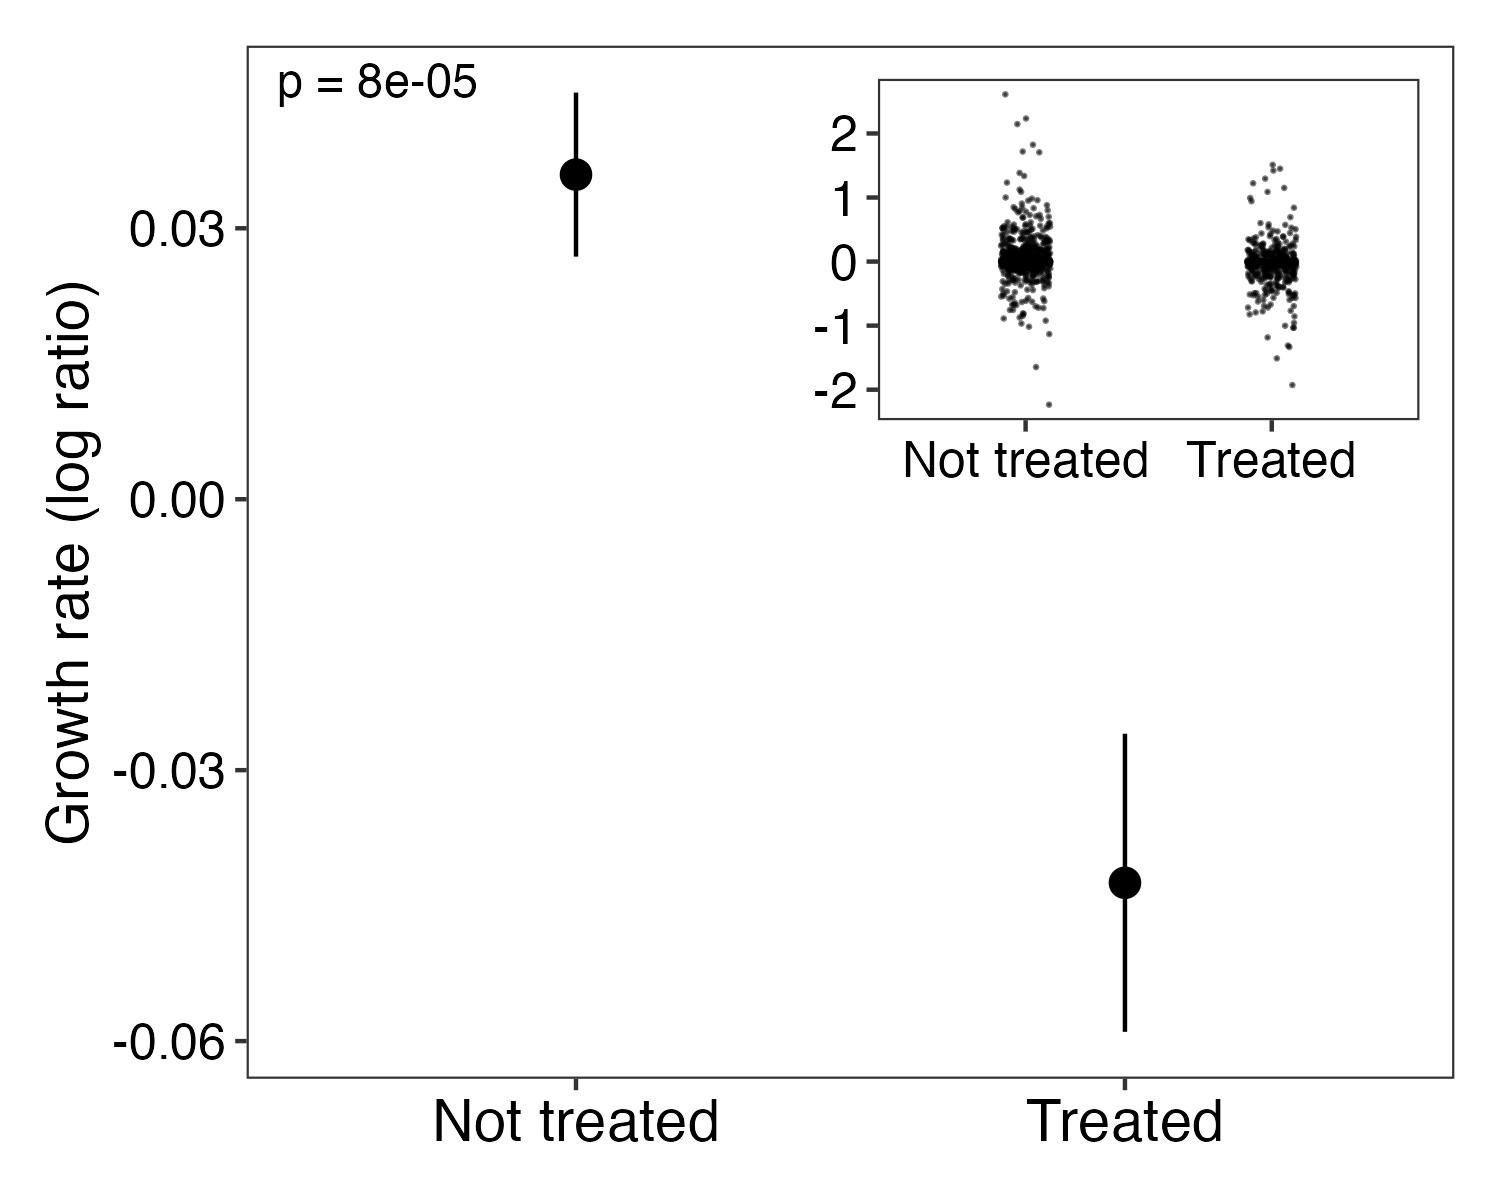 p = 8e-05
Growth rate (log ratio)
0.03
0.00
-0.03
-0.06
Not treated
Treated
2
1
0
-1
-2
Not treated
Treated